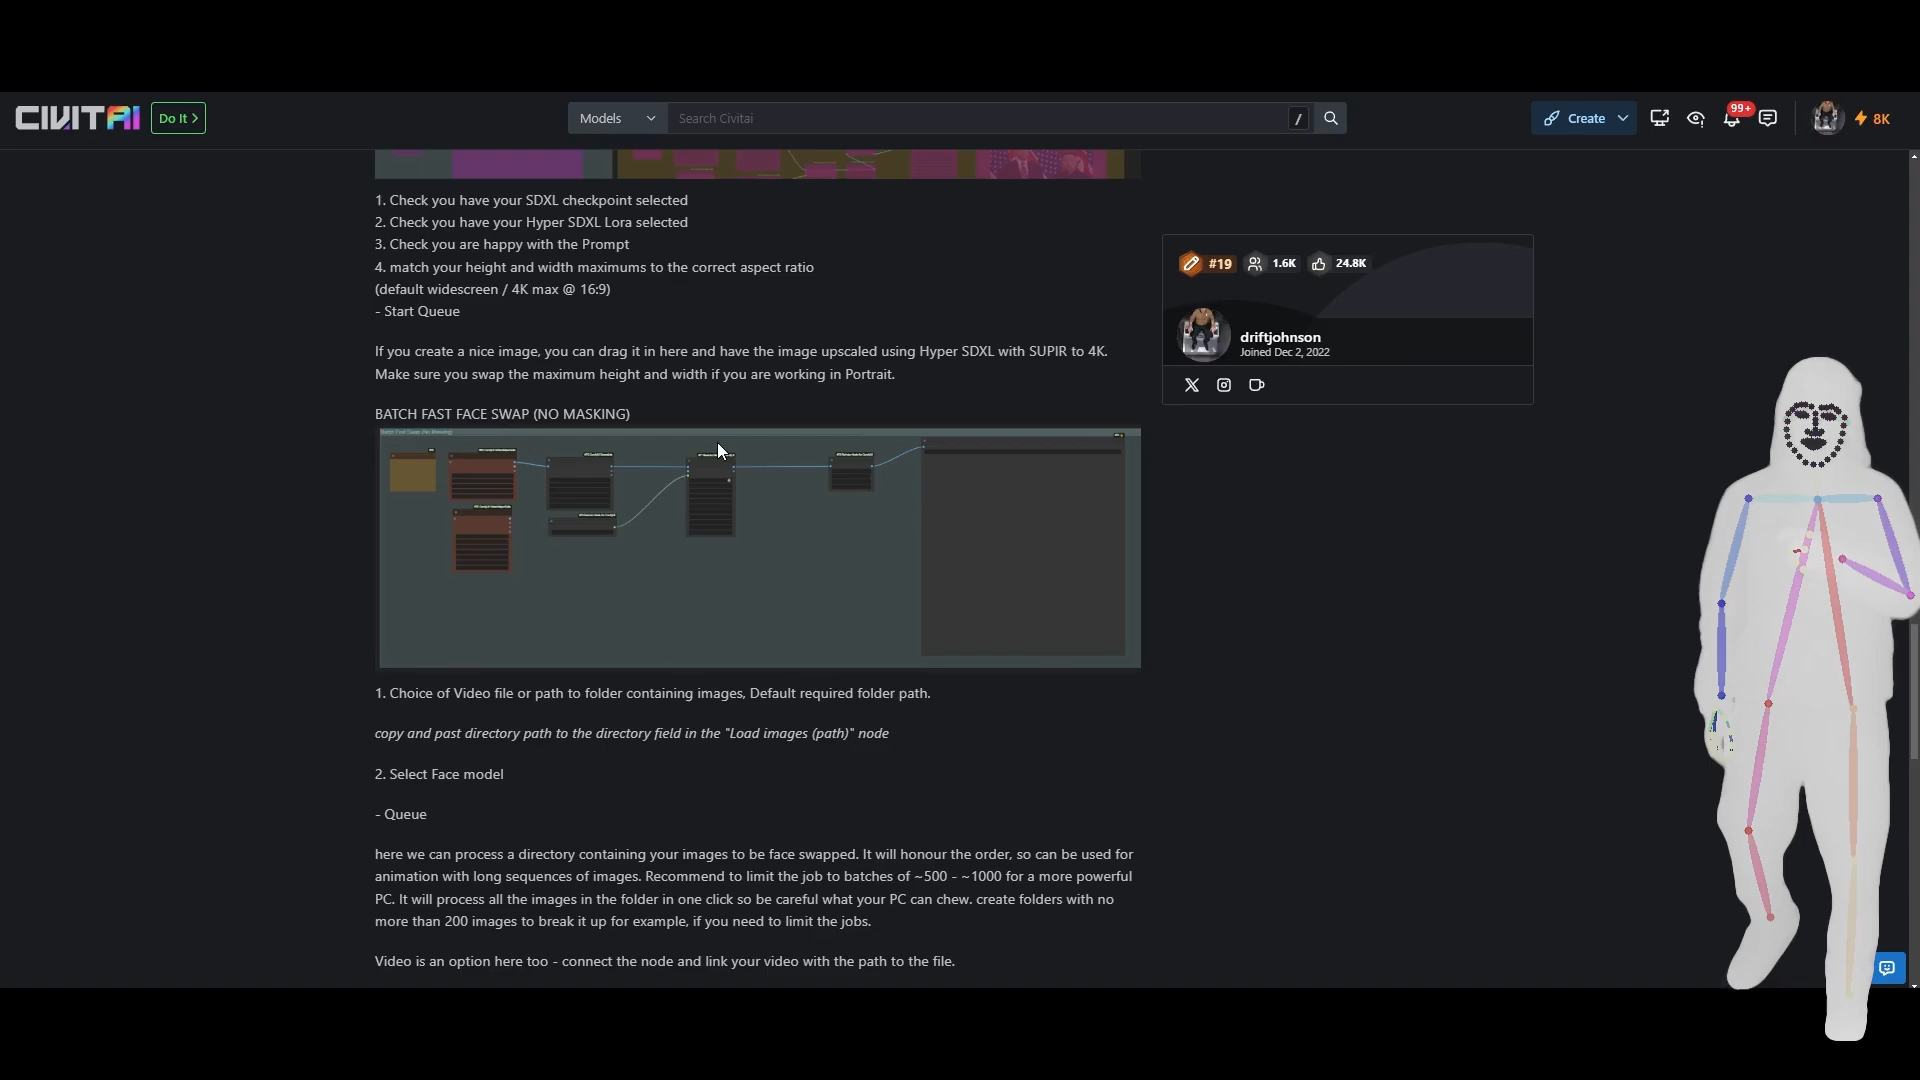 CIVITAI
Do It >
Models
Search Civitai
/
Create
99+
8K
1. Check you have your SDXL checkpoint selected
2. Check you have your Hyper SDXL Lora selected
3. Check you are happy with the Prompt
4. match your height and width maximums to the correct aspect ratio
(default widescreen / 4K max @ 16:9)
- Start Queue
#19
1.6K
24.8K
driftjohnson
Joined Dec 2, 2022
If you create a nice image, you can drag it in here and have the image upscaled using Hyper SDXL with SUPIR to 4K.
Make sure you swap the maximum height and width if you are working in Portrait.
BATCH FAST FACE SWAP (NO MASKING)
Batch Fast Swap (No Masking)
1. Choice of Video file or path to folder containing images, Default required folder path.
copy and past directory path to the directory field in the "Load images (path)" node
2. Select Face model
- Queue
here we can process a directory containing your images to be face swapped. It will honour the order, so can be used for
animation with long sequences of images. Recommend to limit the job to batches of ~500 - ~1000 for a more powerful
PC. It will process all the images in the folder in one click so be careful what your PC can chew. create folders with no
more than 200 images to break it up for example, if you need to limit the jobs.
Video is an option here too - connect the node and link your video with the path to the file.